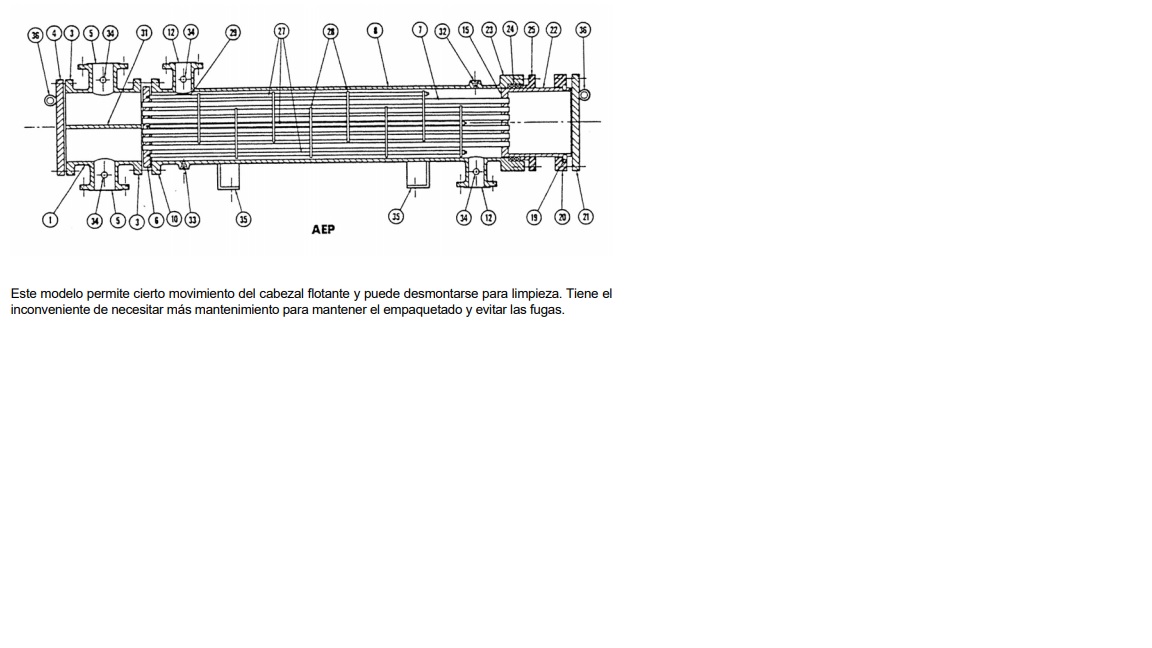 36 4 3 5 34 31 12 34 29 27 28 8 7 32 15 23 24 25 22 36
1 34 5 3 6 10 33 35 35 34 12 19 20 21
AEP
Este modelo permite cierto movimiento del cabezal flotante y puede desmontarse para limpieza. Tiene el
inconveniente de necesitar más mantenimiento para mantener el empaquetado y evitar las fugas.